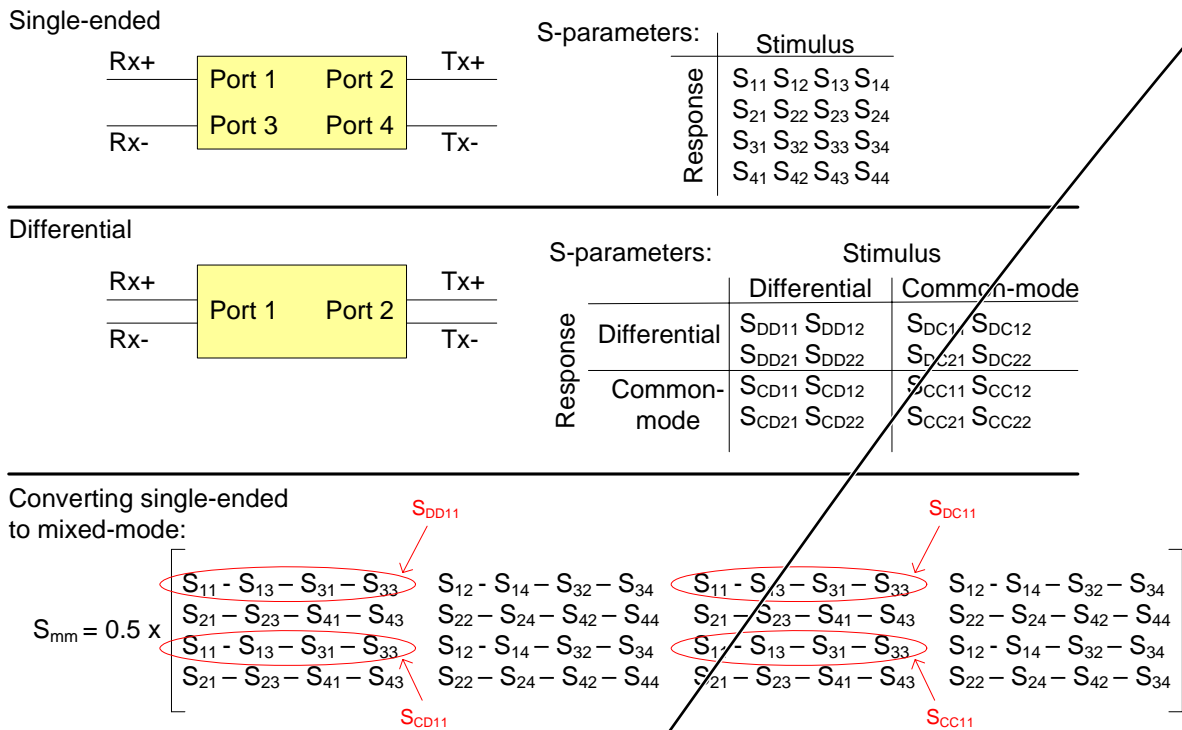 Single-ended
Rx+
Tx+
Port 1 Port 2
Port 3 Port 4
Rx-
Tx-
S-parameters:
Stimulus
Response
S11 S12 S13 S14
S21 S22 S23 S24
S31 S32 S33 S34
S41 S42 S43 S44
Differential
Rx+
Tx+
Port 1 Port 2
Rx-
Tx-
S-parameters:
Stimulus
Differential Common-mode
Response
Differential
SDD11 SDD12 SDC11 SDC12
SDD21 SDD22 SDC21 SDC22
Common-
mode
SCD11 SCD12 SCC11 SCC12
SCD21 SCD22 SCC21 SCC22
Converting single-ended
to mixed-mode:
SDD11
SDC11
Smm = 0.5 x
S11 - S13 – S31 – S33 S12 - S14 – S32 – S34 S11 - S13 – S31 – S33 S12 - S14 – S32 – S34
S21 – S23 – S41 – S43 S22 – S24 – S42 – S44 S21 – S23 – S41 – S43 S22 – S24 – S42 – S44
S11 - S13 – S31 – S33 S12 - S14 – S32 – S34 S11 - S13 – S31 – S33 S12 - S14 – S32 – S34
S21 – S23 – S41 – S43 S22 – S24 – S42 – S44 S21 – S23 – S41 – S43 S22 – S24 – S42 – S34
SCD11
SCC11